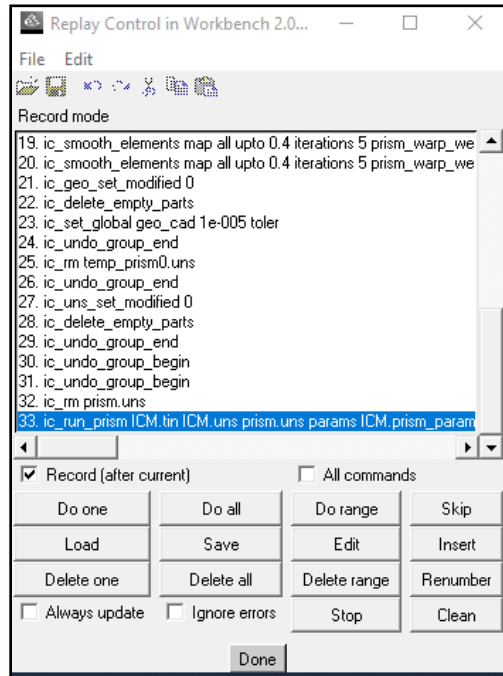 Replay Control in Workbench 2.0...
File Edit
Record mode
19. ic_smooth_elements map all upto 0.4 iterations 5 prism_warp_we
20. ic_smooth_elements map all upto 0.4 iterations 5 prism_warp_we
21. ic_geo_set_modified 0
22. ic_delete_empty_parts
23. ic_set_global geo_cad 1e-005 toler
24. ic_undo_group_end
25. ic_rm temp_prism0.uns
26. ic_undo_group_end
27. ic_uns_set_modified 0
28. ic_delete_empty_parts
29. ic_undo_group_end
30. ic_undo_group_begin
31. ic_undo_group_begin
32. ic_rm prism.uns
33. ic_run_prism ICM.tin ICM.uns prism.uns params ICM.prism_param
Record (after current) All commands
Do one Do all Do range Skip
Load Save Edit Insert
Delete one Delete all Delete range Renumber
Always update Ignore errors Stop Clean
Done